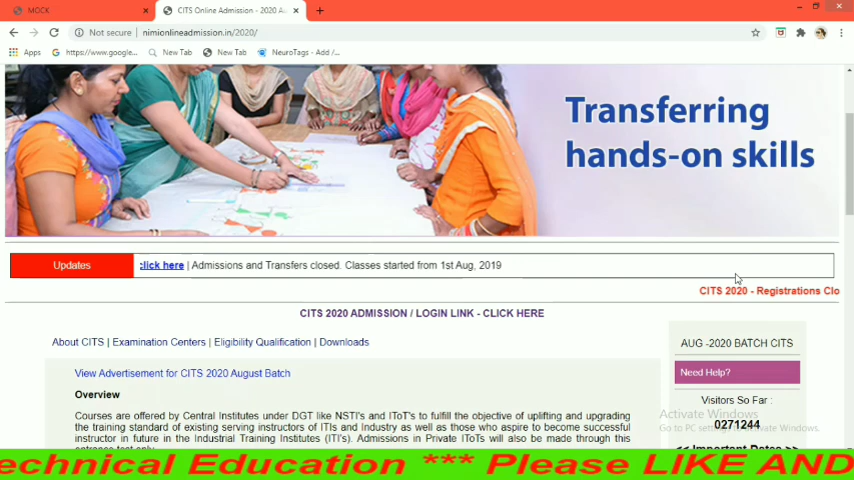 MOCK
CITS Online Admission - 2020 A
Not secure | nimionlineadmission.in/2020/
Apps https://www.google... New Tab New Tab NeuroTags - Add /...
Transferring
hands-on skills
Updates click here | Admissions and Transfers closed. Classes started from 1st Aug, 2019
CITS 2020 - Registrations Clo
CITS 2020 ADMISSION / LOGIN LINK - CLICK HERE
About CITS | Examination Centers | Eligibility Qualification | Downloads
AUG -2020 BATCH CITS
View Advertisement for CITS 2020 August Batch
Need Help?
Overview
Visitors So Far :
Courses are offered by Central Institutes under DGT like NSTI's and IToT's to fulfill the objective of uplifting and upgrading
the training standard of existing serving instructors of ITIs and Industry as well as those who aspire to become successful
instructor in future in the Industrial Training Institutes (ITI's). Admissions in Private IToTs will also be made through this
Activate Windows
0271244
Go to PC settings to activate Windows.
<< Important Dates >>
echnical Education *** Please LIKE AND